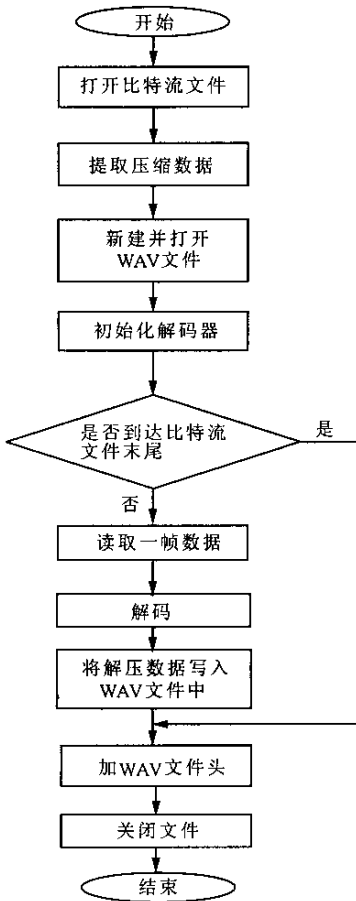 开始
打开比特流文件
提取压缩数据
新建并打开
WAV文件
初始化解码器
是否到达比特流
文件末尾
是
否
读取一帧数据
解码
将解压数据写入
WAV文件中
加WAV文件头
关闭文件
结束